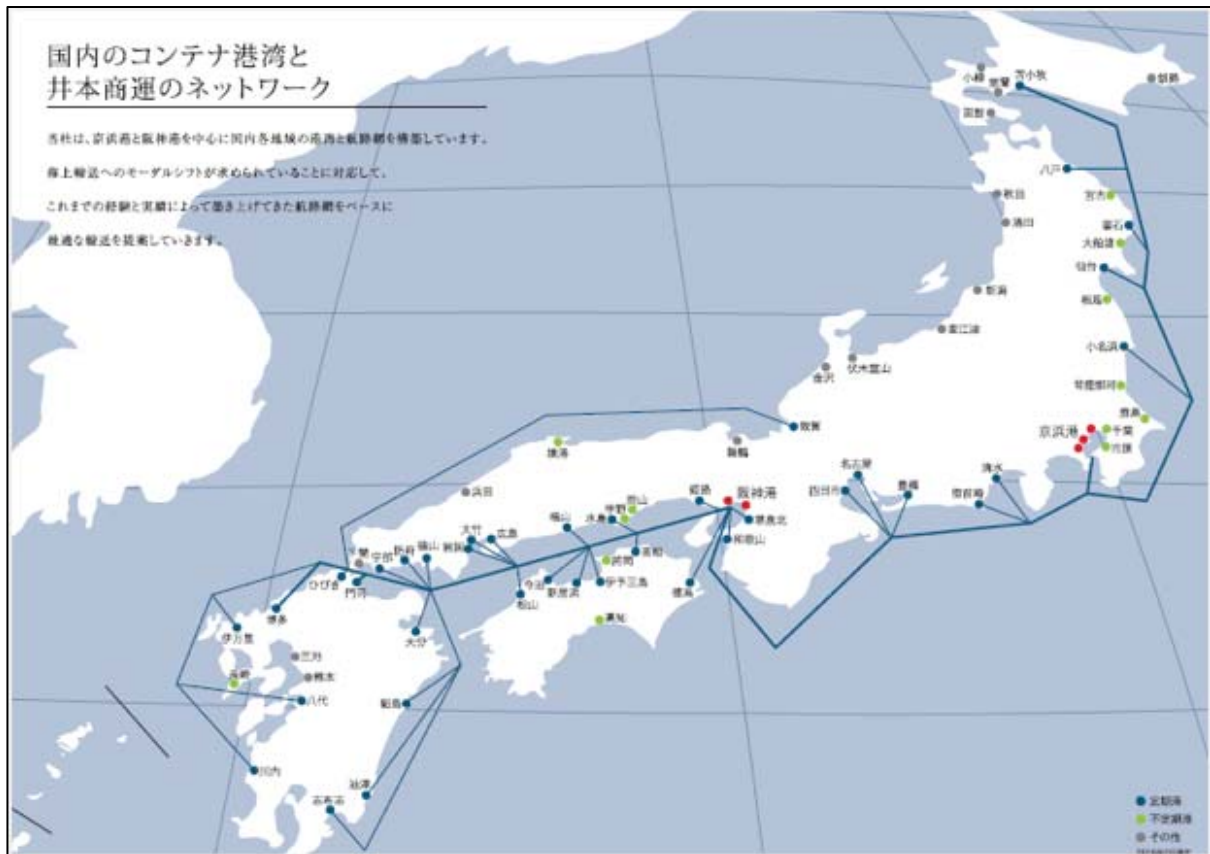 国内のコンテナ港湾と
井本商運のネットワーク
当社は、京浜港と阪神港を中心に国内各地域の港湾と航路網を構築しています。
海上輸送へのモーダルシフトが求められていることに対応して、
これまでの経験と実績によって築き上げてきた航路網をベースに
最適な輸送を提案していきます。
小樽
苫小牧
室蘭
釧路
函館
八戸
秋田
宮古
酒田
釜石
大船渡
仙台
新潟
相馬
直江津
小名浜
伏木富山
金沢
常陸那珂
鹿島
敦賀
京浜港
千葉
境港
舞鶴
名古屋
清水
四日市
豊橋
御前崎
浜田
姫路
阪神港
岡山
宇野
水島
福山
堺泉北
大竹
広島
和歌山
岩国
高松
宇部
徳山
ひびき
門司
今治
新居浜
伊予三島
徳島
松山
博多
高知
伊万里
大分
三池
長崎
熊本
八代
細島
川内
油津
志布志
定期港
不定期港
その他